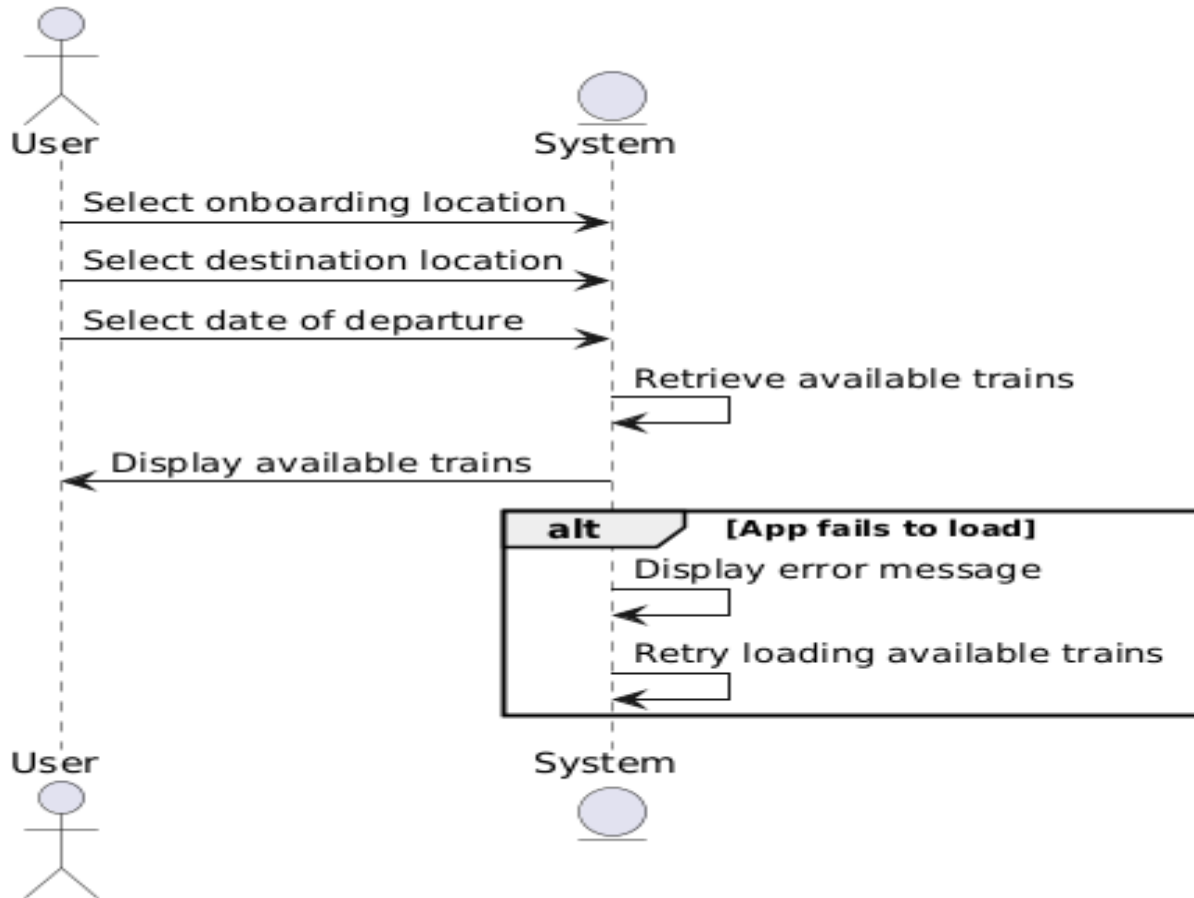 User
System
Select onboarding location
Select destination location
Select date of departure
Retrieve available trains
Display available trains
alt [App fails to load]
Display error message
Retry loading available trains
User
System